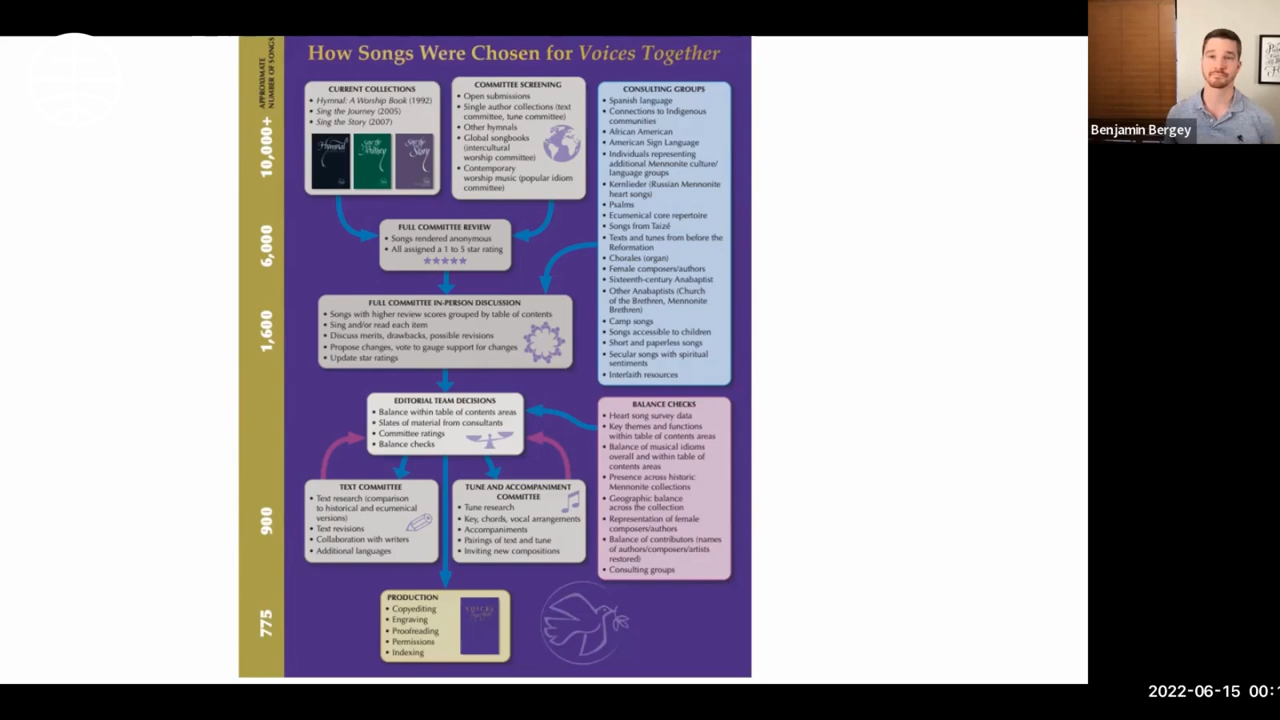 How Songs Were Chosen for Voices Together
APPROXIMATE
NUMBER OF SONGS
10,000+
6,000
1,600
900
775
CURRENT COLLECTIONS
• Hymnal: A Worship Book (1992)
• Sing the Journey (2005)
• Sing the Story (2007)
Hymnal
Sing the
Journey
Sing the
Story
COMMITTEE SCREENING
• Open submissions
• Single author collections (text
committee, tune committee)
• Other hymnals
• Global songbooks
(intercultural
worship committee)
• Contemporary
worship music (popular idiom
committee)
CONSULTING GROUPS
• Spanish language
• Connections to Indigenous
communities
• African American
• American Sign Language
• Individuals representing
additional Mennonite culture/
language groups
• Kernlieder (Russian Mennonite
heart songs)
• Psalms
• Ecumenical core repertoire
• Songs from Taizé
• Texts and tunes from before the
Reformation
• Chorales (organ)
• Female composers/authors
• Sixteenth-century Anabaptist
• Other Anabaptists (Church
of the Brethren, Mennonite
Brethren)
• Camp songs
• Songs accessible to children
• Short and paperless songs
• Secular songs with spiritual
sentiments
• Interfaith resources
FULL COMMITTEE REVIEW
• Songs rendered anonymous
• All assigned a 1 to 5 star rating
FULL COMMITTEE IN-PERSON DISCUSSION
• Songs with higher review scores grouped by table of contents
• Sing and/or read each item
• Discuss merits, drawbacks, possible revisions
• Propose changes, vote to gauge support for changes
• Update star ratings
EDITORIAL TEAM DECISIONS
• Balance within table of contents areas
• Slates of material from consultants
• Committee ratings
• Balance checks
BALANCE CHECKS
• Heart song survey data
• Key themes and functions
within table of contents areas
• Balance of musical idioms
overall and within table of
contents areas
• Presence across historic
Mennonite collections
• Geographic balance
across the collection
• Representation of female
composers/authors
• Balance of contributors (names
of authors/composers/artists
restored)
• Consulting groups
TEXT COMMITTEE
• Text research (comparison
to historical and ecumenical
versions)
• Text revisions
• Collaboration with writers
• Additional languages
TUNE AND ACCOMPANIMENT
COMMITTEE
• Tune research
• Key, chords, vocal arrangements
• Accompaniments
• Pairings of text and tune
• Inviting new compositions
PRODUCTION
• Copyediting
• Engraving
• Proofreading
• Permissions
• Indexing
VOICES
Together
Benjamin Bergey
2022-06-15 00: